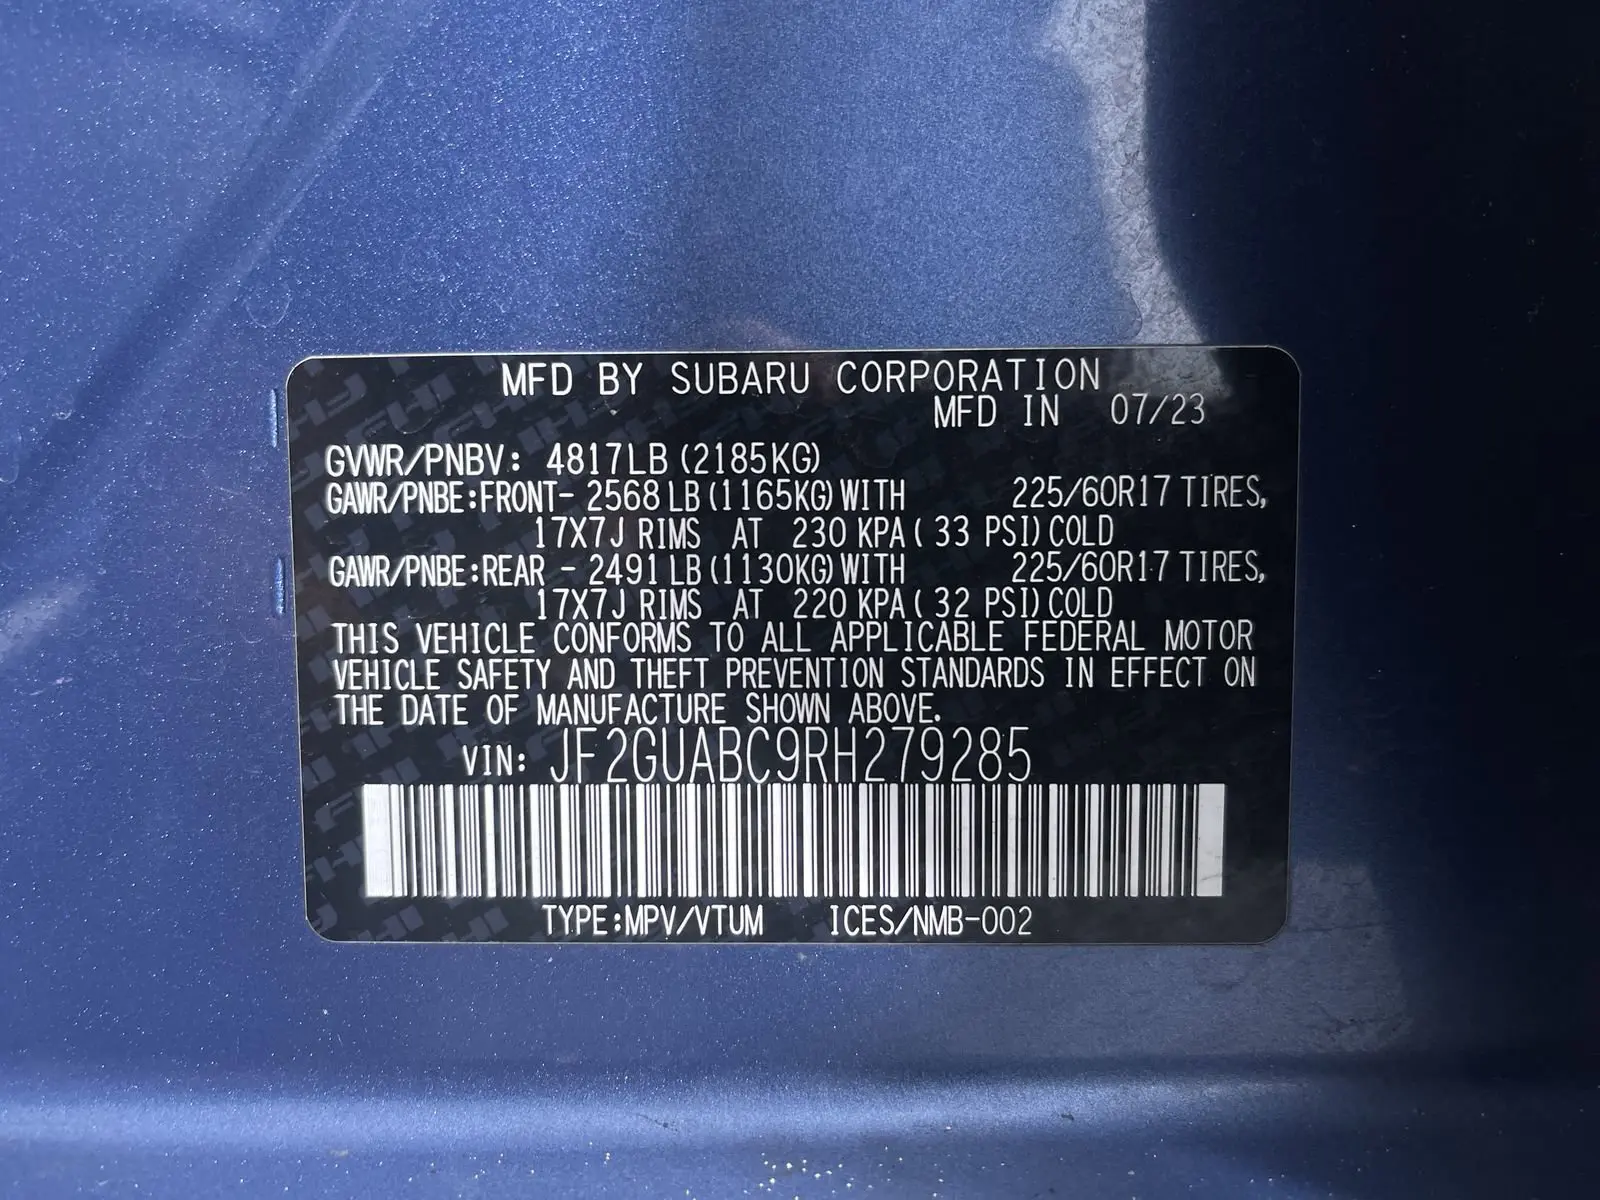 MFD BY SUBARU CORPORATION
MFD IN 07/23
GVWR/PNBV: 4817LB (2185KG)
GAWR/PNBE:FRONT- 2568 LB (1165KG) WITH 225/60R17 TIRES,
17X7J RIMS AT 230 KPA ( 33 PSI) COLD
GAWR/PNBE:REAR - 2491 LB (1130KG) WITH 225/60R17 TIRES,
17X7J RIMS AT 220 KPA ( 32 PSI) COLD
THIS VEHICLE CONFORMS TO ALL APPLICABLE FEDERAL MOTOR
VEHICLE SAFETY AND THEFT PREVENTION STANDARDS IN EFFECT ON
THE DATE OF MANUFACTURE SHOWN ABOVE.
VIN: JF2GUABC9RH279285
TYPE:MPV/VTUM ICES/NMB-002